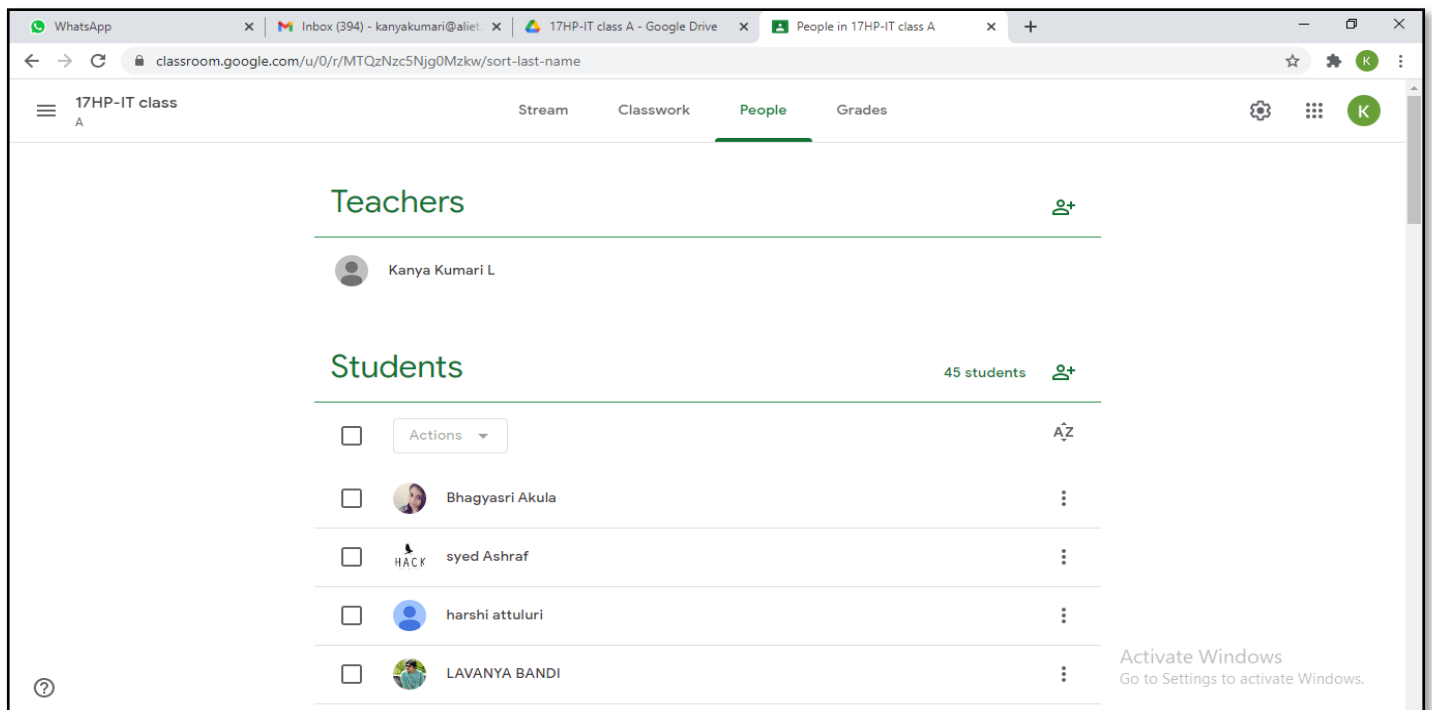 WhatsApp
Inbox (394) - kanyakumari@aliet.
17HP-IT class A - Google Drive
People in 17HP-IT class A
classroom.google.com/u/0/r/MTQzNzc5Njg0Mzkw/sort-last-name
K
17HP-IT class
A
Stream
Classwork
People
Grades
K
Teachers
Kanya Kumari L
Students
45 students
Actions
AZ
Bhagyasri Akula
HACK
syed Ashraf
harshi attuluri
LAVANYA BANDI
Activate Windows
Go to Settings to activate Windows.